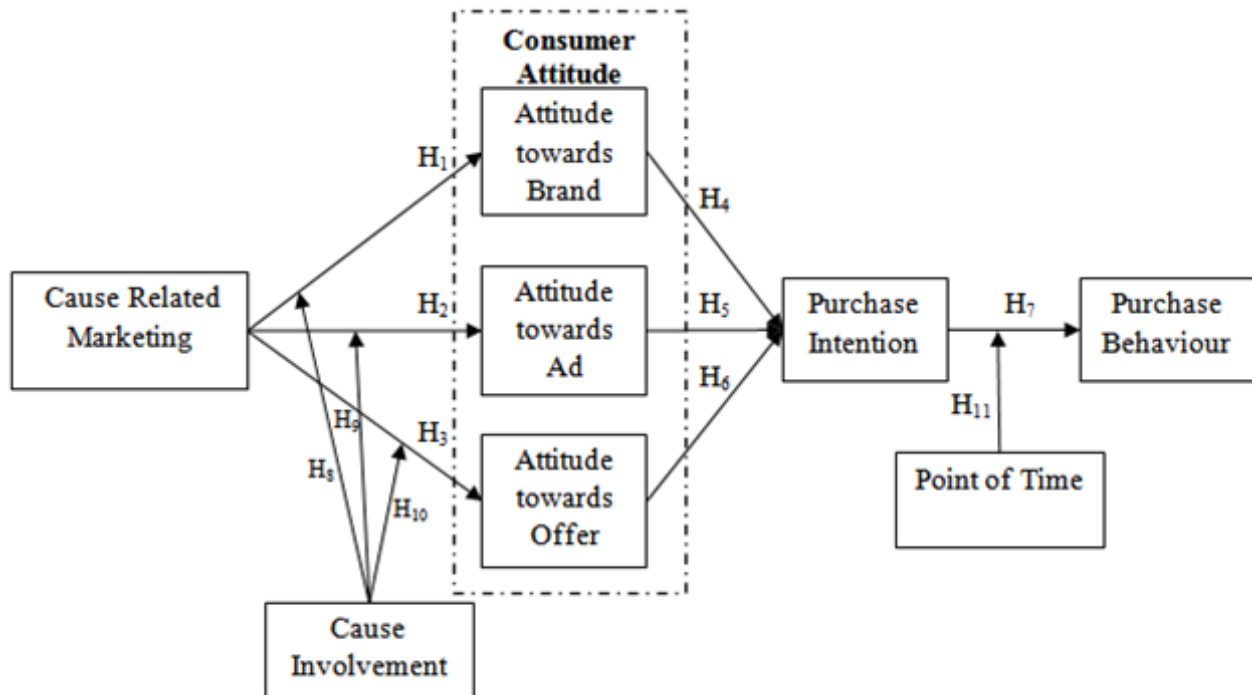 Consumer
Attitude
Attitude
towards
Brand
H₁
H₄
Cause Related
Marketing
H₂
Attitude
towards
Ad
H₅
Purchase
Intention
H₇
Purchase
Behaviour
H₆
H₃
H₉
H₈
H₁₀
Attitude
towards
Offer
H₁₁
Point of Time
Cause
Involvement